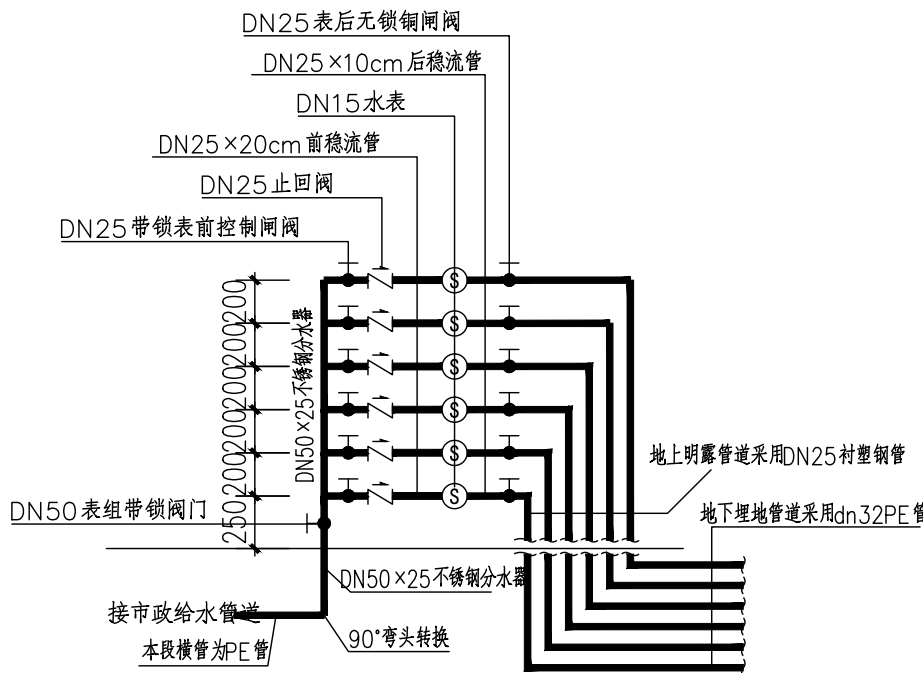 DN25表后无锁铜闸阀
DN25×10cm后稳流管
DN15水表
DN25×20cm前稳流管
DN25止回阀
DN25带锁表前控制闸阀
200
200
200
200
200
250
DN50×25不锈钢分水器
S
S
S
S
S
S
地上明露管道采用DN25衬塑钢管
DN50表组带锁阀门
地下埋地管道采用dn32PE管
DN50×25不锈钢分水器
接市政给水管道
90°弯头转换
本段横管为PE管